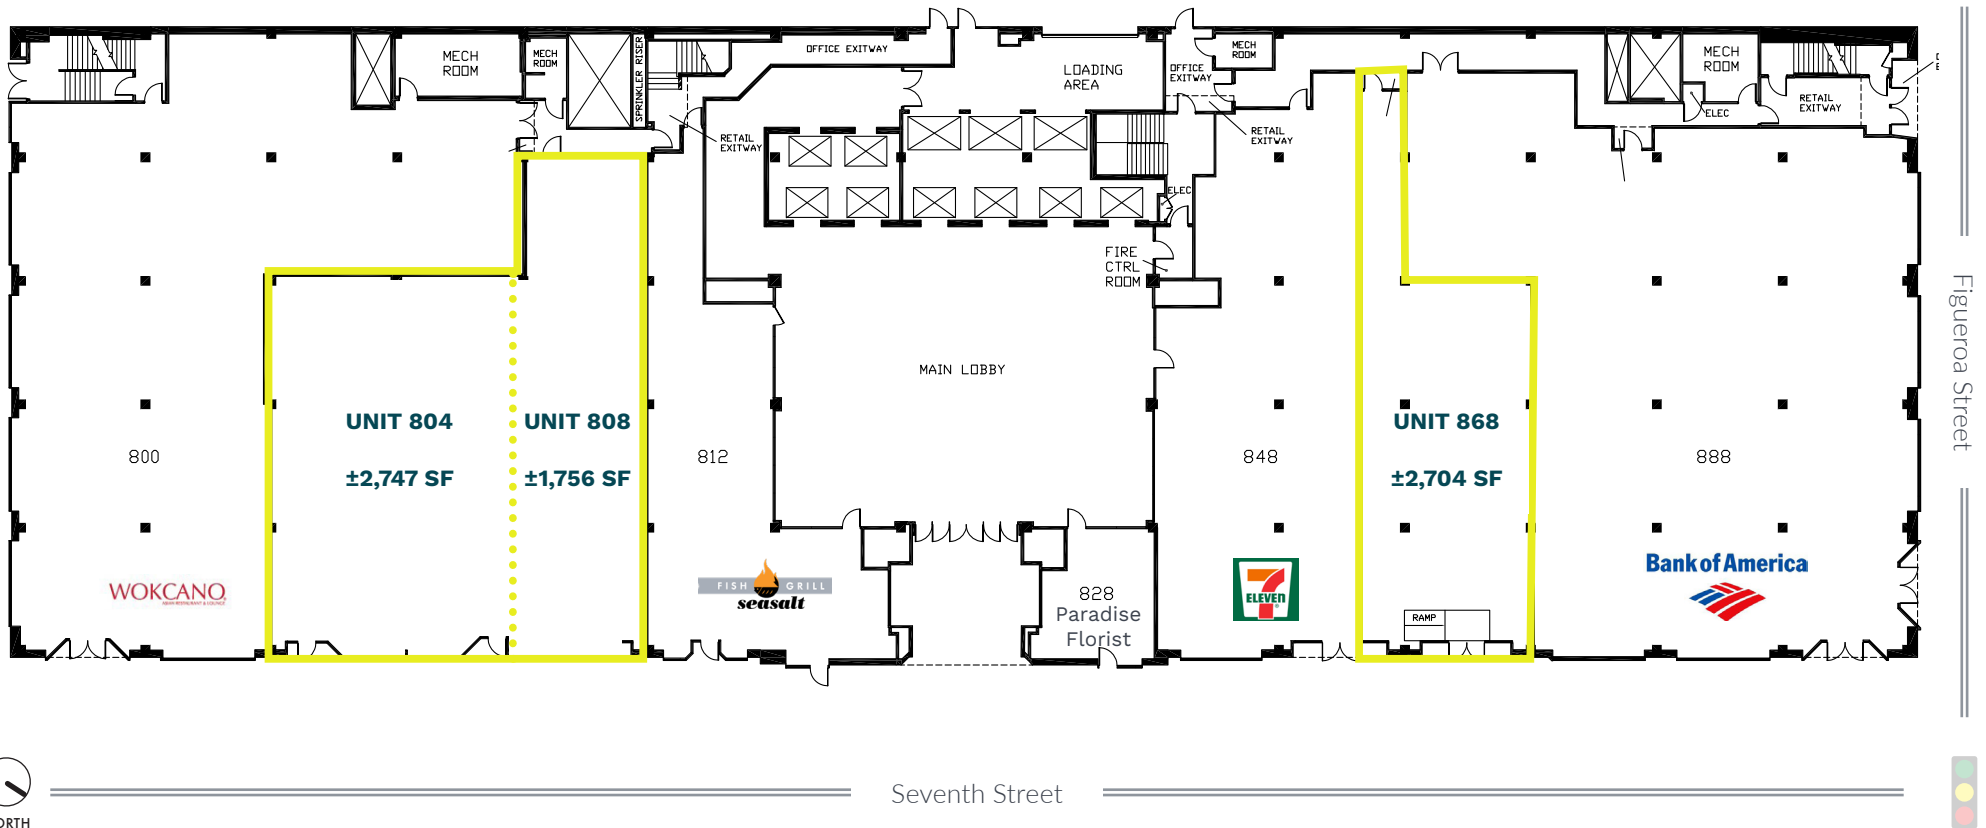 OFFICE EXITWAY
MECH
ROOM
MECH
ROOM
SPRINKLER RISER
LOADING
AREA
OFFICE
EXITWAY
MECH
ROOM
MECH
ROOM
RETAIL
EXITWAY
ELEC
RETAIL
EXITWAY
RETAIL
EXITWAY
ELEC
FIRE
CTRL
ROOM
MAIN LOBBY
Figueroa Street
UNIT 804
±2,747 SF
UNIT 808
±1,756 SF
UNIT 868
±2,704 SF
800
812
848
888
WOKCANO
ASIAN RESTAURANT & LOUNGE
FISH GRILL
seasalt
828
Paradise
Florist
7
ELEVEN
RAMP
Bank of America
Seventh Street
ORTH